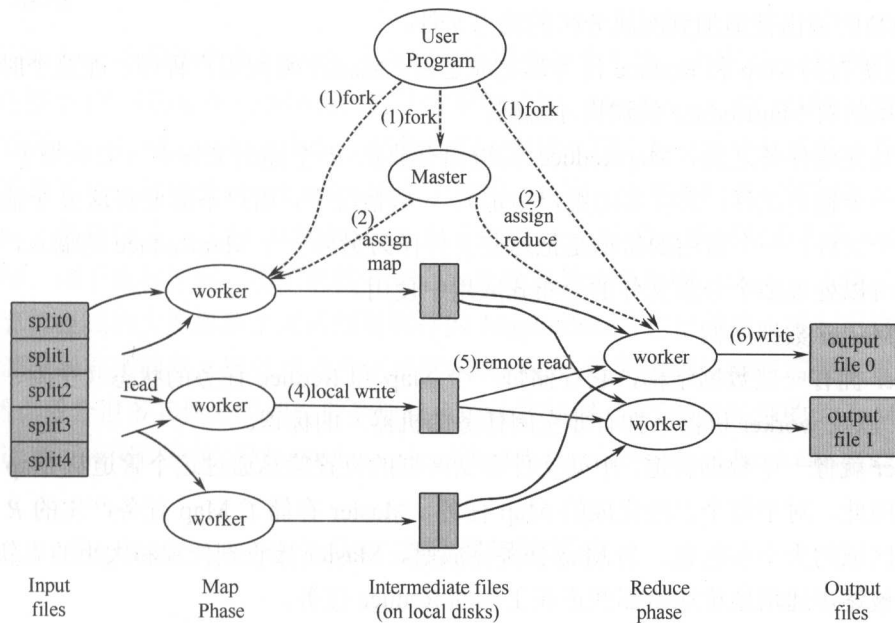 User
Program
(1)fork
(1)fork
(1)fork
Master
(2)
assign
map
(2)
assign
reduce
worker
split0
split1
split2
split3
split4
read
worker
(4)local write
(5)remote read
worker
(6)write
output
file 0
worker
output
file 1
worker
Input
files
Map
Phase
Intermediate files
(on local disks)
Reduce
phase
Output
files